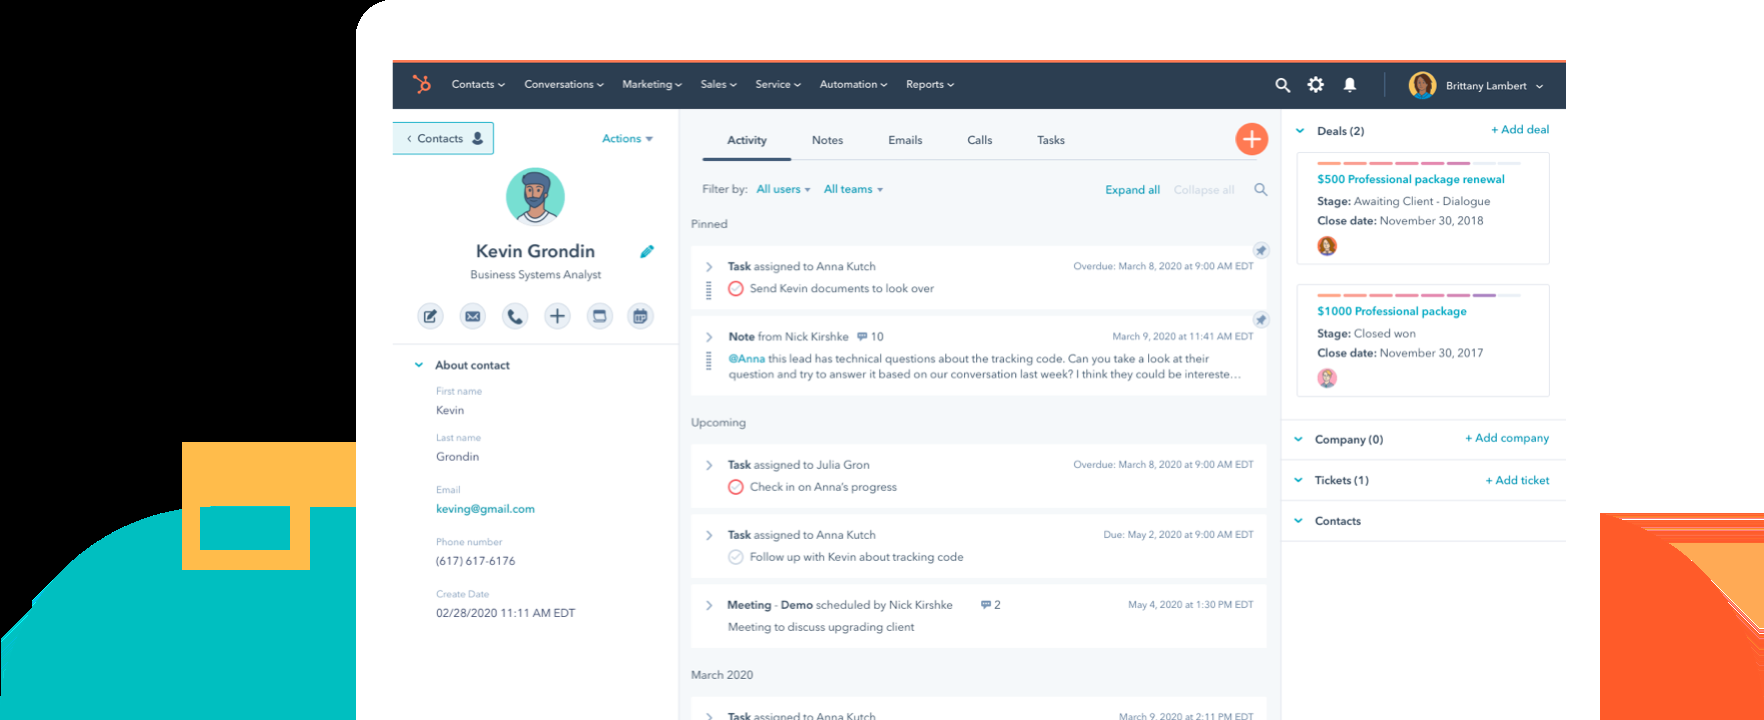 Contacts Conversations Marketing Sales Service Automation Reports Brittany Lambert
Contacts
Actions
Kevin Grondin
Business Systems Analyst
About contact
First name
Kevin
Last name
Grondin
Email
keving@gmail.com
Phone number
(617) 617-6176
Create Date
02/28/2020 11:11 AM EDT
Activity Notes Emails Calls Tasks
Filter by: All users All teams Expand all Collapse all
Pinned
Task assigned to Anna Kutch Overdue: March 8, 2020 at 9:00 AM EDT
Send Kevin documents to look over
Note from Nick Kirshke 10 March 9, 2020 at 11:41 AM EDT
@Anna this lead has technical questions about the tracking code. Can you take a look at their
question and try to answer it based on our conversation last week? I think they could be intereste...
Upcoming
Task assigned to Julia Gron Overdue: March 8, 2020 at 9:00 AM EDT
Check in on Anna's progress
Task assigned to Anna Kutch Due: May 2, 2020 at 9:00 AM EDT
Follow up with Kevin about tracking code
Meeting - Demo scheduled by Nick Kirshke 2 May 4, 2020 at 1:30 PM EDT
Meeting to discuss upgrading client
March 2020
Task assigned to Anna Kutch March 9, 2020 at 2:11 PM EDT
Deals (2) + Add deal
$500 Professional package renewal
Stage: Awaiting Client - Dialogue
Close date: November 30, 2018
$1000 Professional package
Stage: Closed won
Close date: November 30, 2017
Company (0) + Add company
Tickets (1) + Add ticket
Contacts